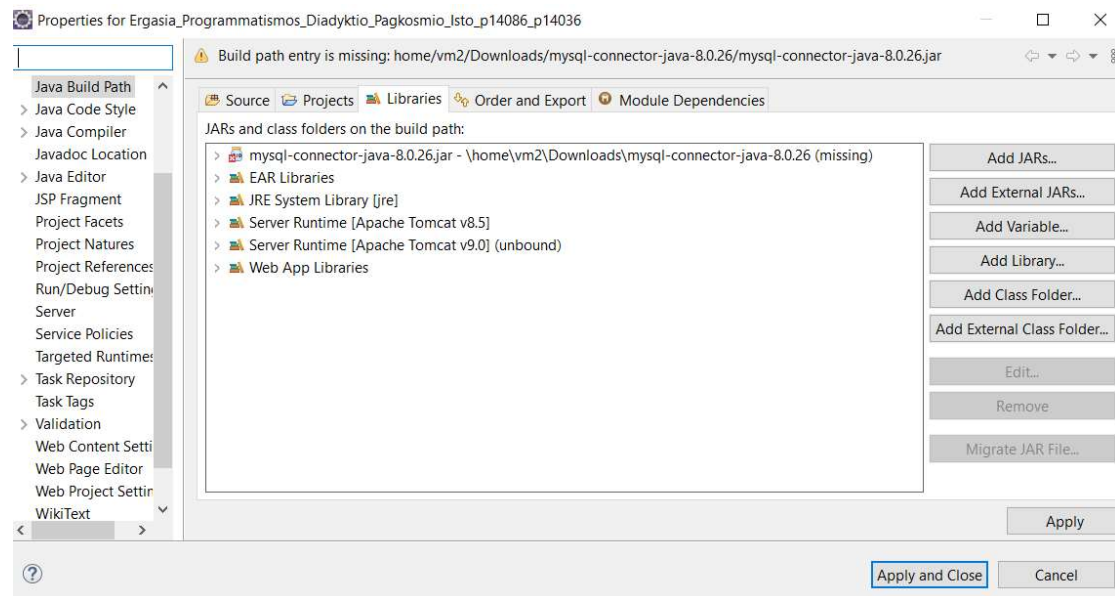 Properties for Ergasia_Programmatismos_Diadyktio_Pagkosmio_Isto_p14086_p14036
Build path entry is missing: home/vm2/Downloads/mysql-connector-java-8.0.26/mysql-connector-java-8.0.26.jar
Java Build Path
Java Code Style
Java Compiler
Javadoc Location
Java Editor
JSP Fragment
Project Facets
Project Natures
Project References
Run/Debug Settin
Server
Service Policies
Targeted Runtimes
Task Repository
Task Tags
Validation
Web Content Setti
Web Page Editor
Web Project Settin
WikiText
Source Projects Libraries Order and Export Module Dependencies
JARs and class folders on the build path:
mysql-connector-java-8.0.26.jar - \home\vm2\Downloads\mysql-connector-java-8.0.26 (missing)
EAR Libraries
JRE System Library [jre]
Server Runtime [Apache Tomcat v8.5]
Server Runtime [Apache Tomcat v9.0] (unbound)
Web App Libraries
Add JARs...
Add External JARs...
Add Variable...
Add Library...
Add Class Folder...
Add External Class Folder...
Edit...
Remove
Migrate JAR File...
Apply
Apply and Close Cancel